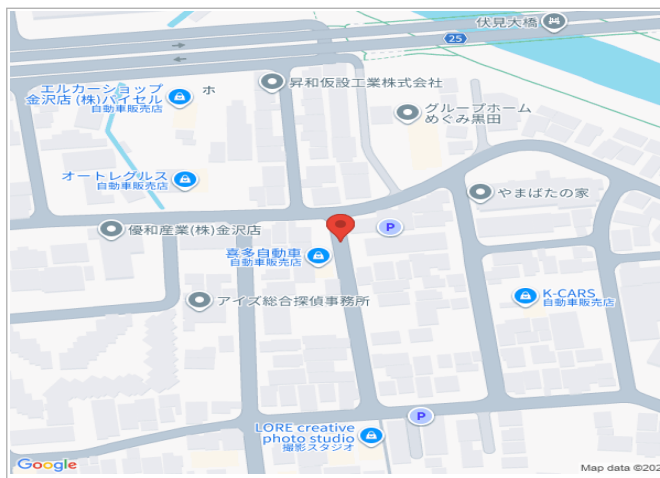 伏見大橋
25
エルカーショップ
金沢店 (株)バイセル
自動車販売店
ホ
昇和仮設工業株式会社
グループホーム
めぐみ黒田
オートレグルス
自動車販売店
やまばたの家
優和産業(株)金沢店
P
喜多自動車
自動車販売店
アイズ総合探偵事務所
K-CARS
自動車販売店
P
LORE creative
photo studio
撮影スタジオ
Google
Map data ©202